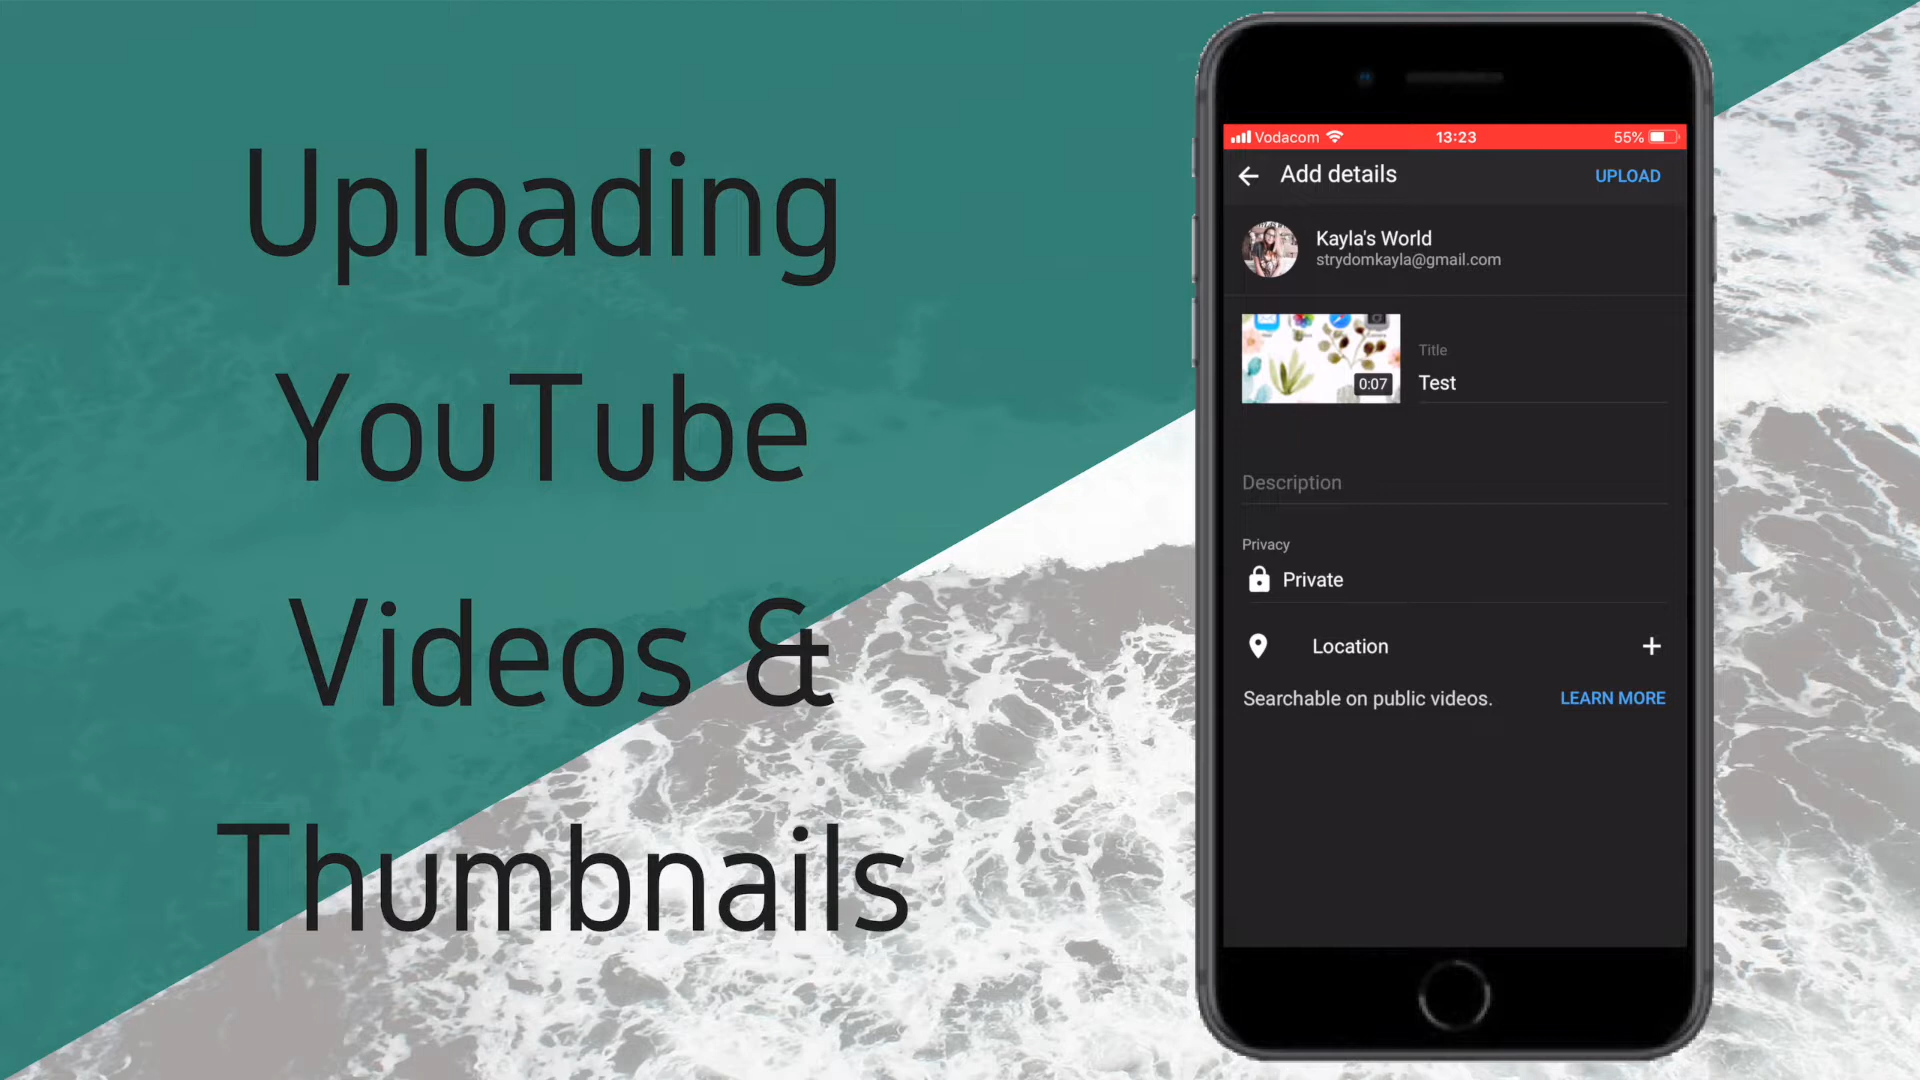 Uploading
YouTube
Videos &
Thumbnails
Vodacom 13:23 55%
Add details UPLOAD
Kayla's World
strydomkayla@gmail.com
0:07
Title
Test
Description
Privacy
Private
Location +
Searchable on public videos. LEARN MORE